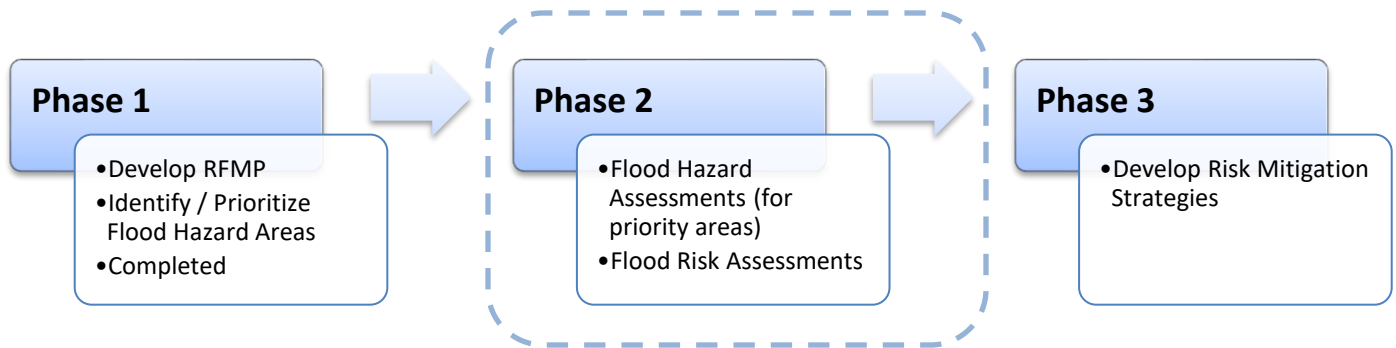 Phase 1
•Develop RFMP
•Identify / Prioritize
Flood Hazard Areas
•Completed
Phase 2
•Flood Hazard
Assessments (for
priority areas)
•Flood Risk Assessments
Phase 3
•Develop Risk Mitigation
Strategies